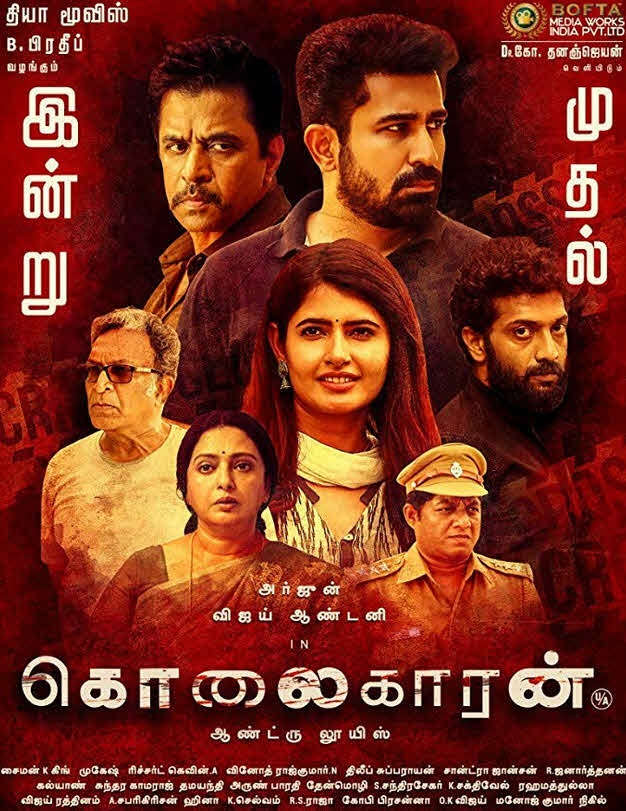 தியா மூவிஸ்
B. பிரதீப்
வழங்கும்
BOFTA
MEDIA WORKS
INDIA PVT.LTD
Dr.கோ. தனஞ்ஜெயன்
வெளியிடும்
இன்று
முதல்
அர்ஜுன்
விஜய் ஆண்டனி
IN
கொலைகாரன் U/A
ஆண்ட்ரு லூயிஸ்
சைமன் K கிங் முகேஷ் ரிச்சர்ட் கெவின்.A வினோத் ராஜ்குமார்.N திலீப் சுப்பராயன் சான்ட்ரா ஜான்சன் R.ஜனார்த்தனன்
கல்யாண் சுந்தர காமராஜ் தமயந்தி அருண் பாரதி தேன்மொழி S.சந்திரசேகர் K.சக்திவேல் ரஹமத்துல்லா
விஜய் ரத்தினம் A.சபரிகிரிசன் ஹினா K.செல்வம் R.S.ராஜா கோபி பிரசன்னா O.K.விஜய் மனோஜ் குமார் நிகில்